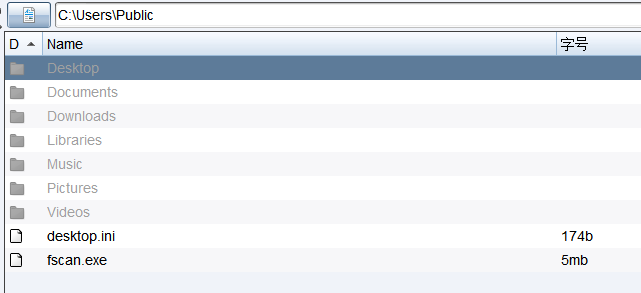 C:\Users\Public
D Name 字号
Desktop
Documents
Downloads
Libraries
Music
Pictures
Videos
desktop.ini 174b
fscan.exe 5mb